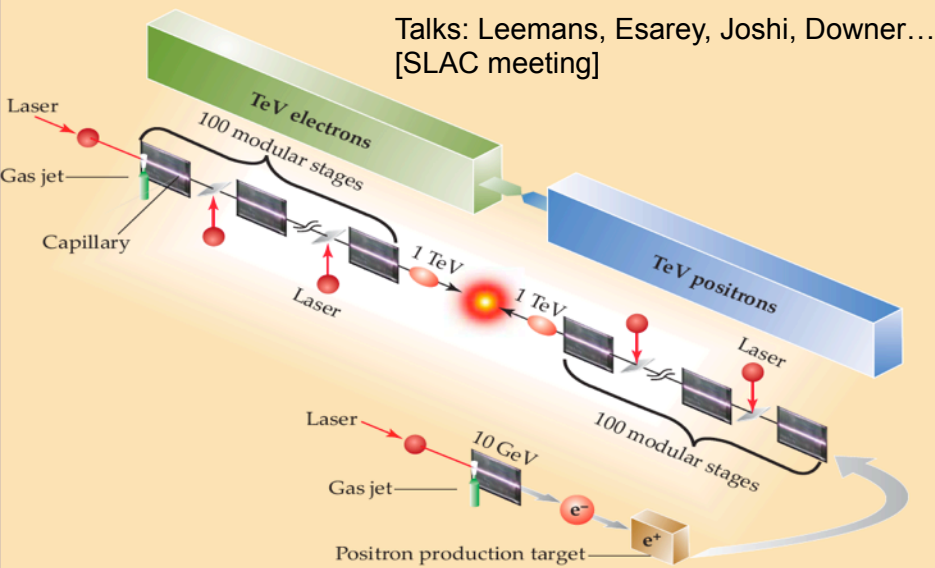 Talks: Leemans, Esarey, Joshi, Downer…
[SLAC meeting]
TeV electrons
Laser
100 modular stages
Gas jet
Capillary
1 TeV
TeV positrons
Laser
1 TeV
Laser
100 modular stages
Laser
10 GeV
Gas jet
e−
e+
Positron production target